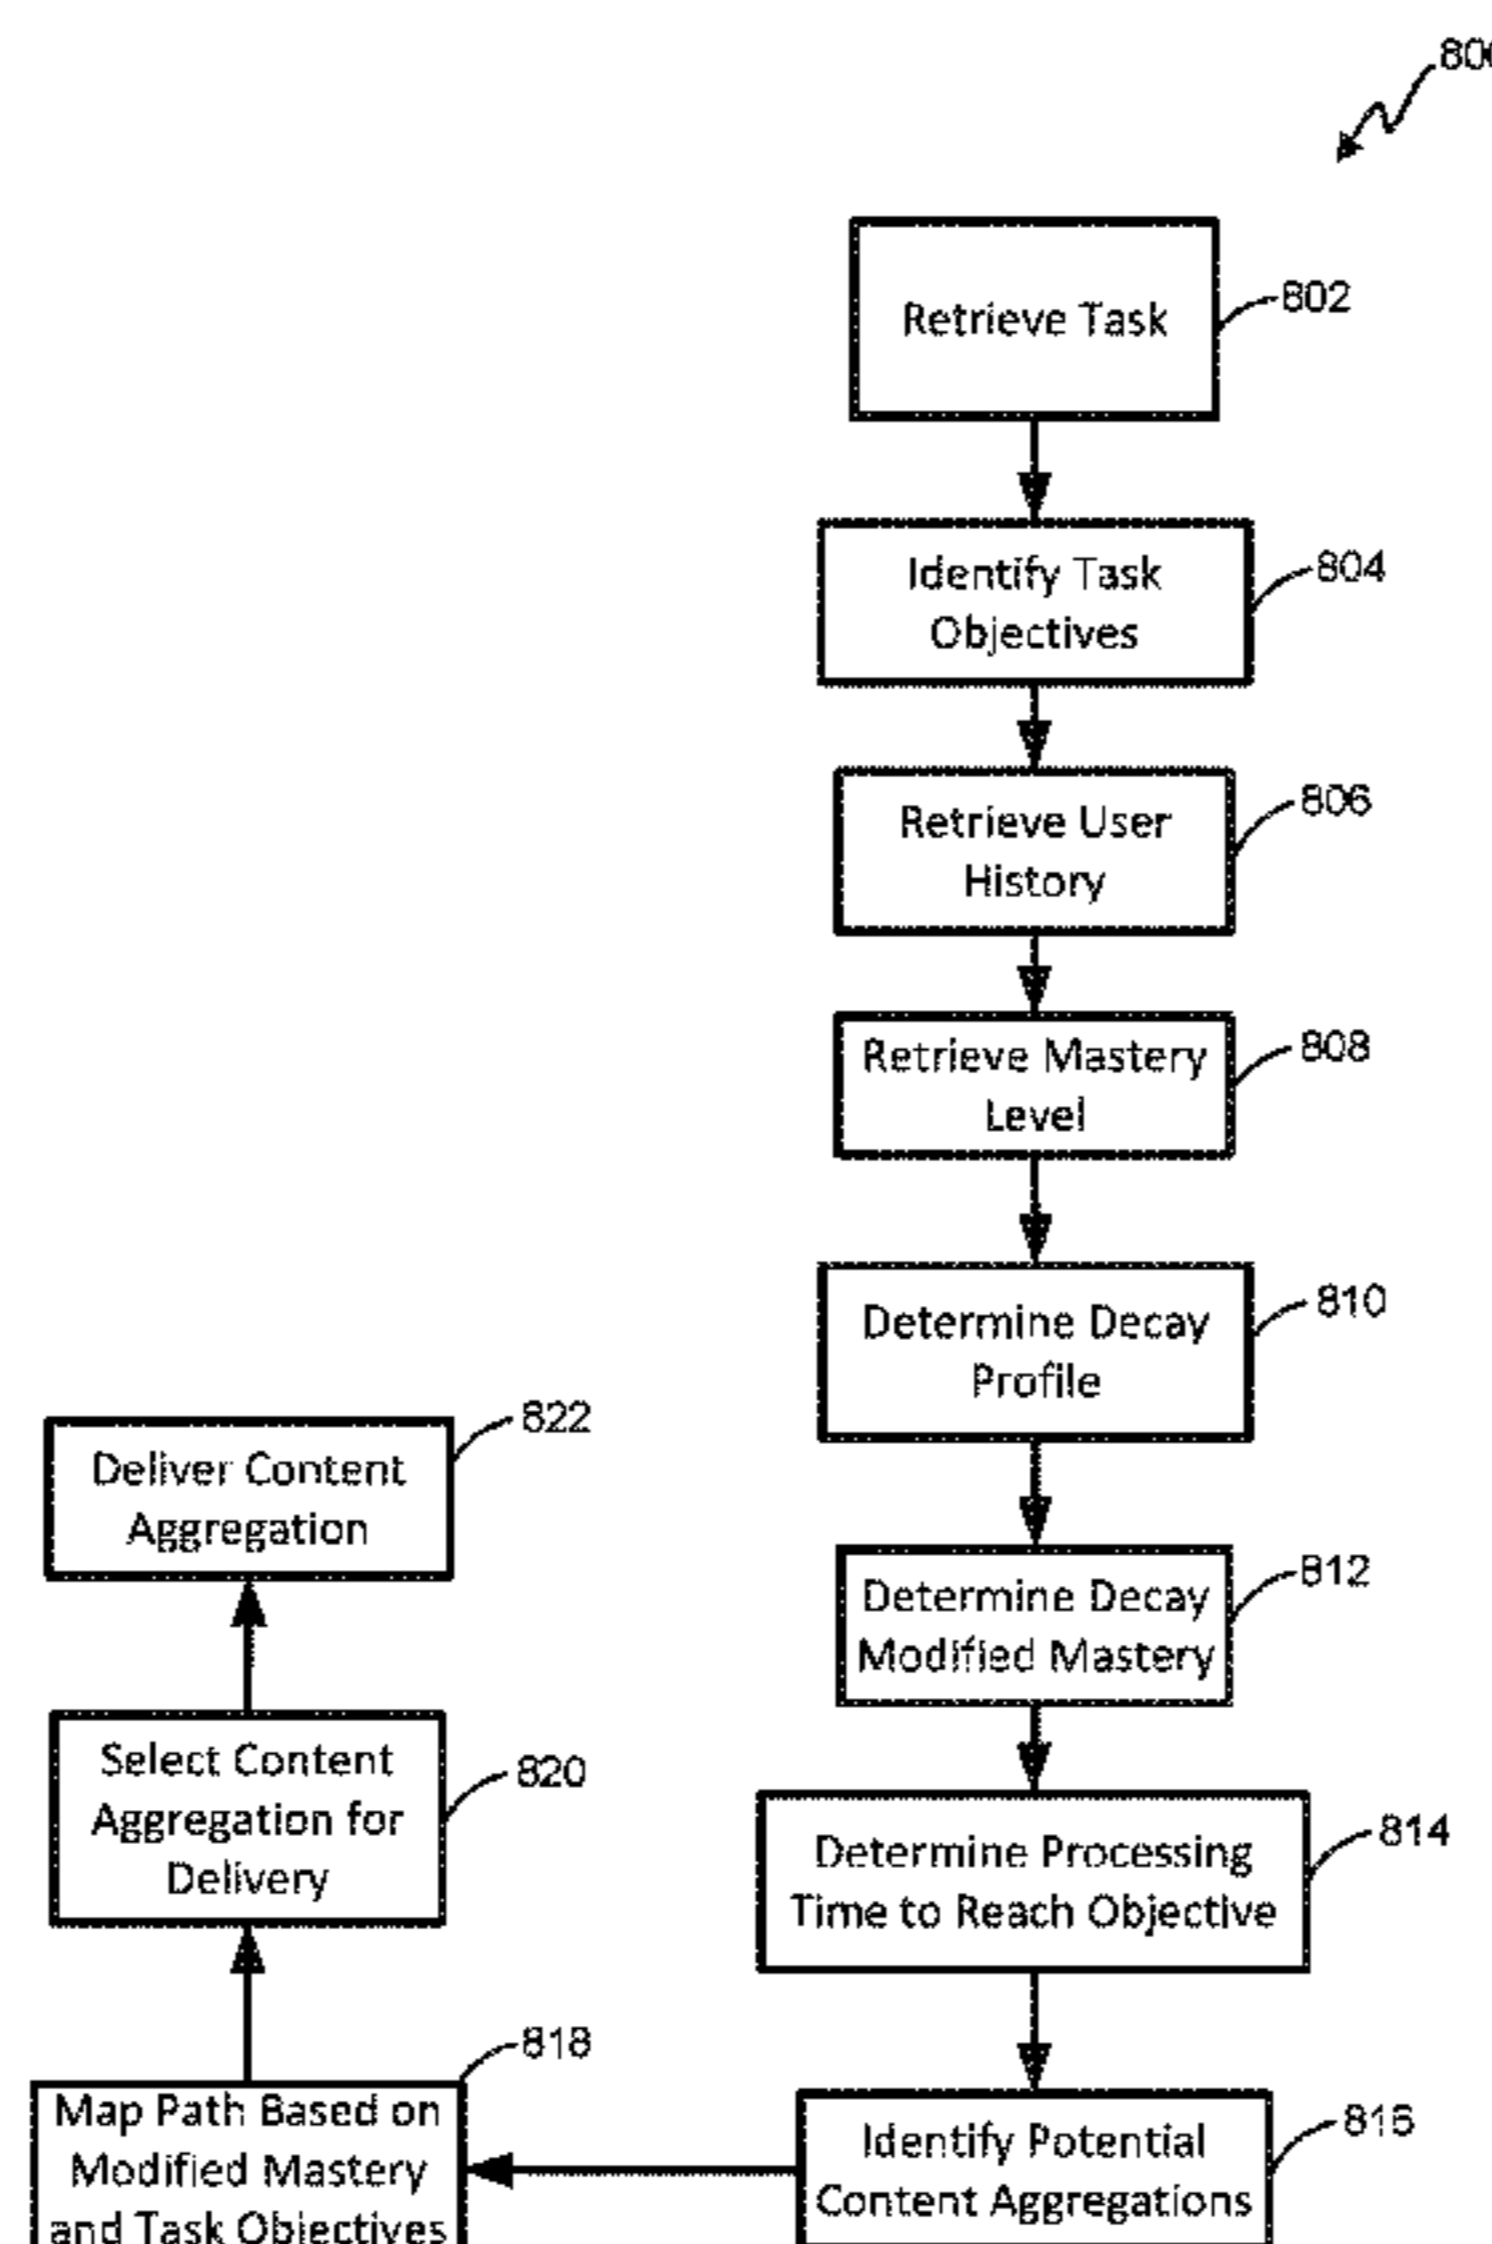 800
Retrieve Task
802
Identify Task
Objectives
804
Retrieve User
History
806
Retrieve Mastery
Level
808
Determine Decay
Profile
810
Determine Decay
Modified Mastery
812
Determine Processing
Time to Reach Objective
814
Identify Potential
Content Aggregations
816
Map Path Based on
Modified Mastery
and Task Objectives
818
Select Content
Aggregation for
Delivery
820
Deliver Content
Aggregation
822